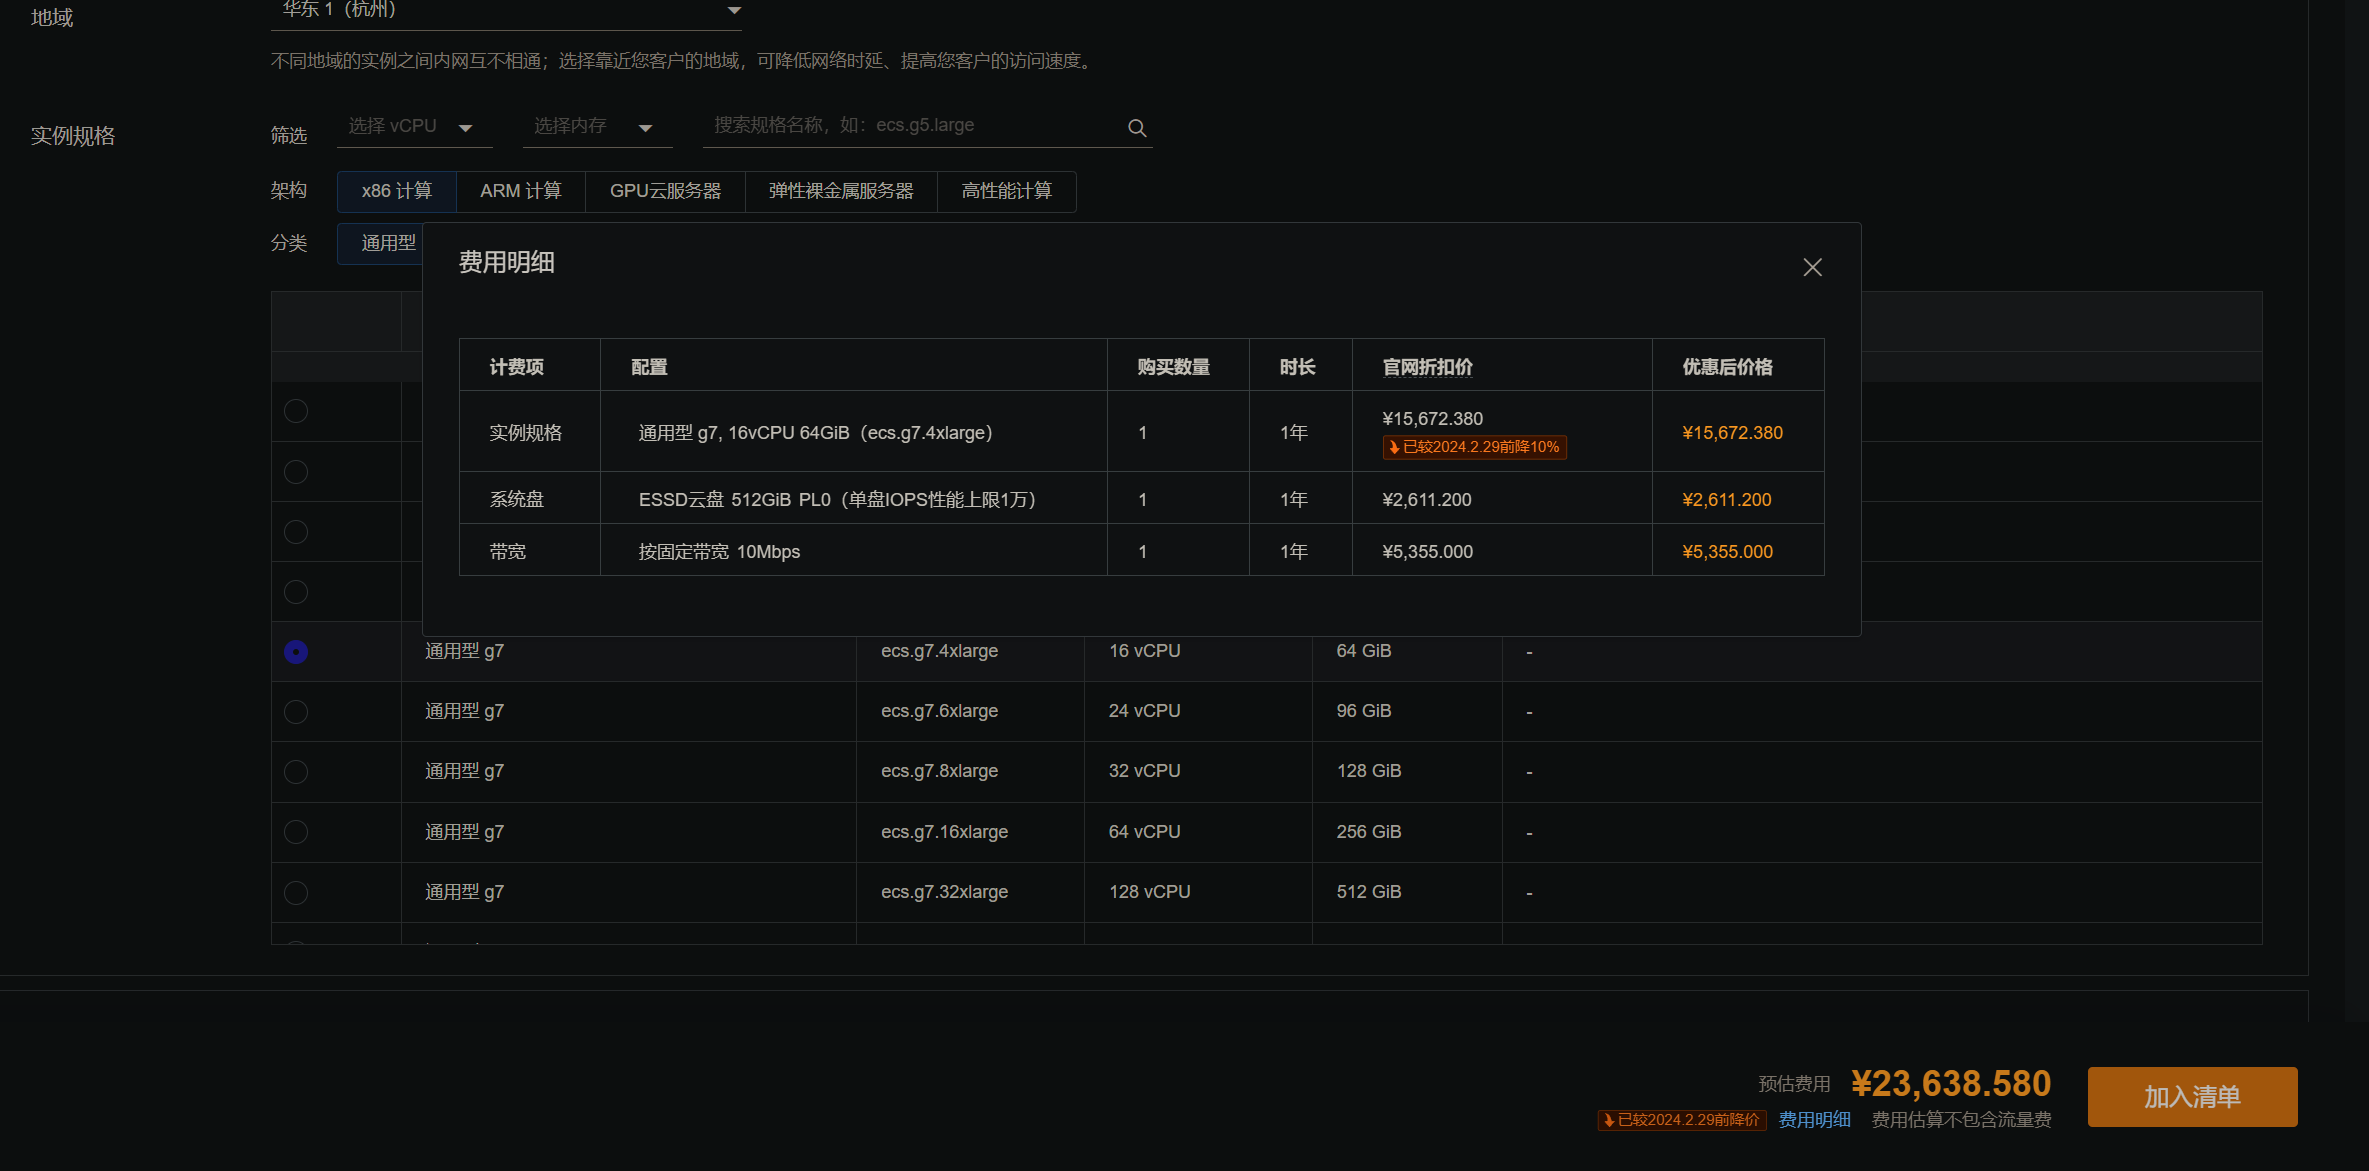 地域
华东 1（杭州）
不同地域的实例之间内网互不相通；选择靠近您客户的地域，可降低网络时延、提高您客户的访问速度。
实例规格
筛选 选择 vCPU 选择内存 搜索规格名称，如：ecs.g5.large
架构 x86 计算 ARM 计算 GPU云服务器 弹性裸金属服务器 高性能计算
分类 通用型
费用明细
计费项 配置 购买数量 时长 官网折扣价 优惠后价格
实例规格 通用型 g7, 16vCPU 64GiB（ecs.g7.4xlarge） 1 1年 ¥15,672.380 ¥15,672.380
已较2024.2.29前降10%
系统盘 ESSD云盘 512GiB PL0（单盘IOPS性能上限1万） 1 1年 ¥2,611.200 ¥2,611.200
带宽 按固定带宽 10Mbps 1 1年 ¥5,355.000 ¥5,355.000
通用型 g7 ecs.g7.4xlarge 16 vCPU 64 GiB -
通用型 g7 ecs.g7.6xlarge 24 vCPU 96 GiB -
通用型 g7 ecs.g7.8xlarge 32 vCPU 128 GiB -
通用型 g7 ecs.g7.16xlarge 64 vCPU 256 GiB -
通用型 g7 ecs.g7.32xlarge 128 vCPU 512 GiB -
预估费用 ¥23,638.580
已较2024.2.29前降价 费用明细 费用估算不包含流量费
加入清单